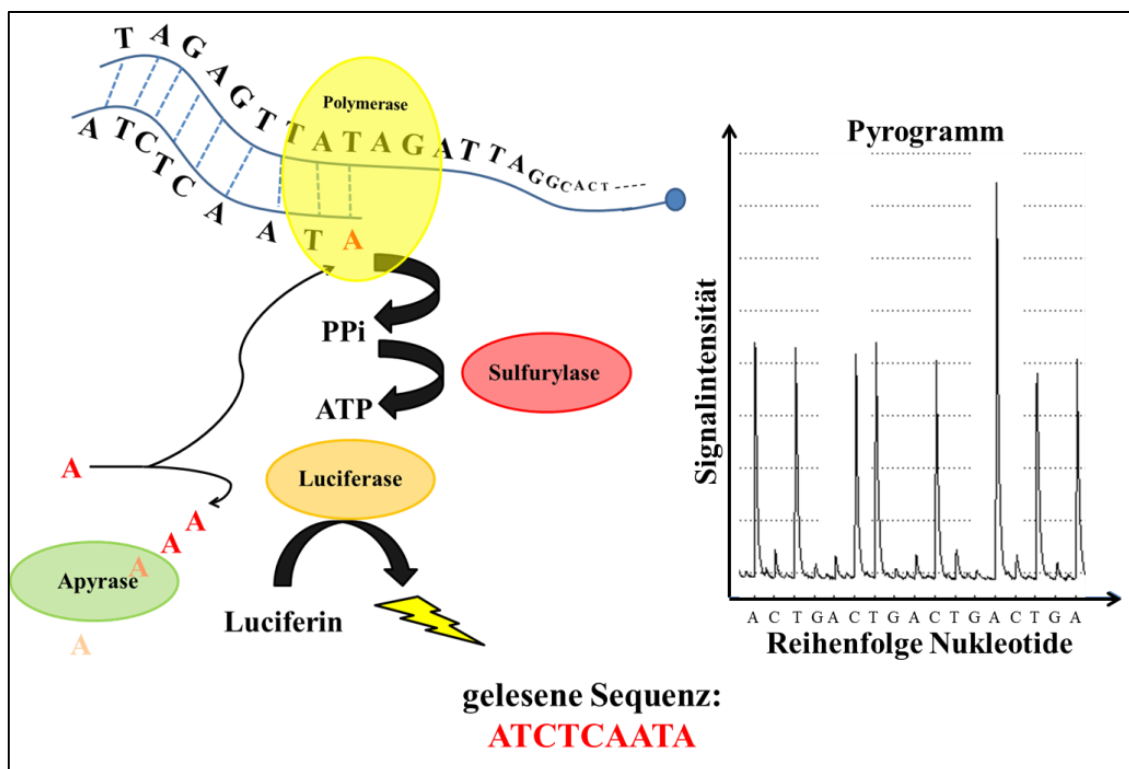 T A G A G T T A T A G A T T A G G C A C T ----
Polymerase
A T C T C A A T A
PPi
Sulfurylase
ATP
A
Luciferase
A
A
A
Apyrase
A
Luciferin
Pyrogramm
Signalintensität
A C T G A C T G A C T G A C T G A
Reihenfolge Nukleotide
gelesene Sequenz:
ATCTCAATA